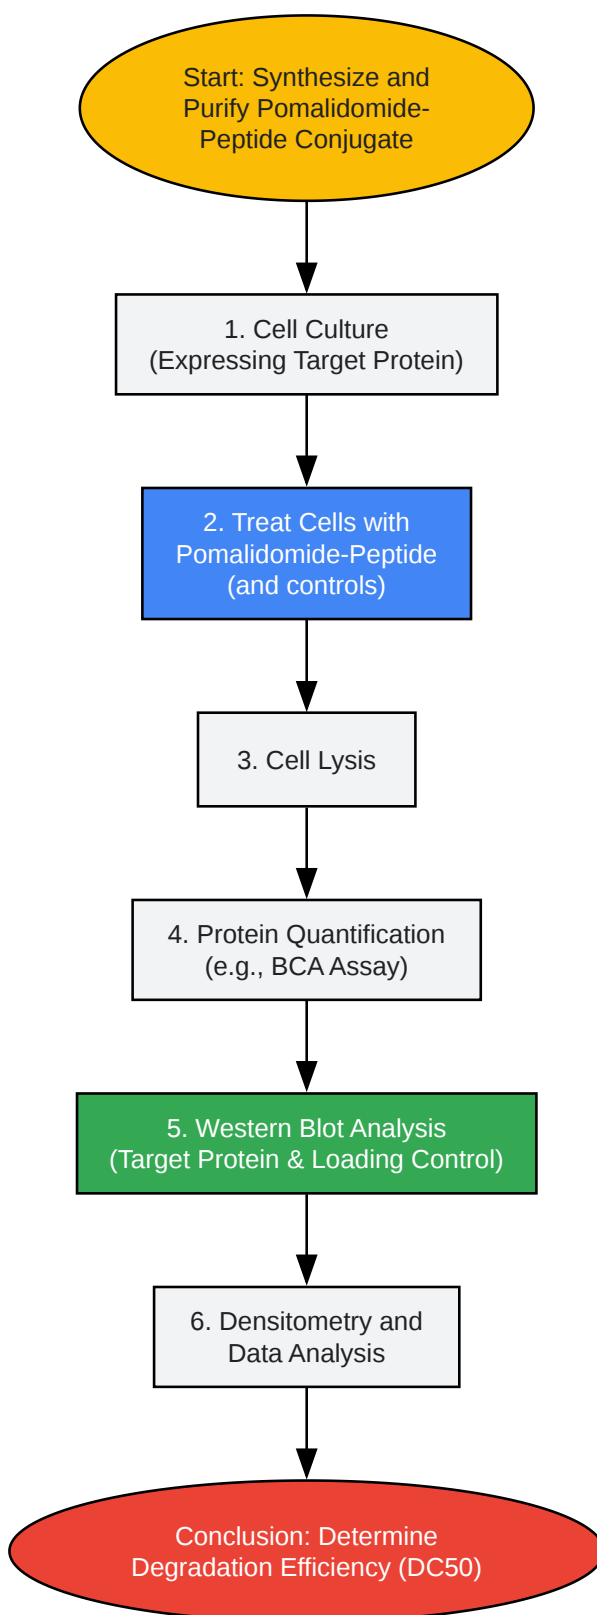 Start: Synthesize and
Purify Pomalidomide-
Peptide Conjugate
1. Cell Culture
(Expressing Target Protein)
2. Treat Cells with
Pomalidomide-Peptide
(and controls)
3. Cell Lysis
4. Protein Quantification
(e.g., BCA Assay)
5. Western Blot Analysis
(Target Protein & Loading Control)
6. Densitometry and
Data Analysis
Conclusion: Determine
Degradation Efficiency (DC50)